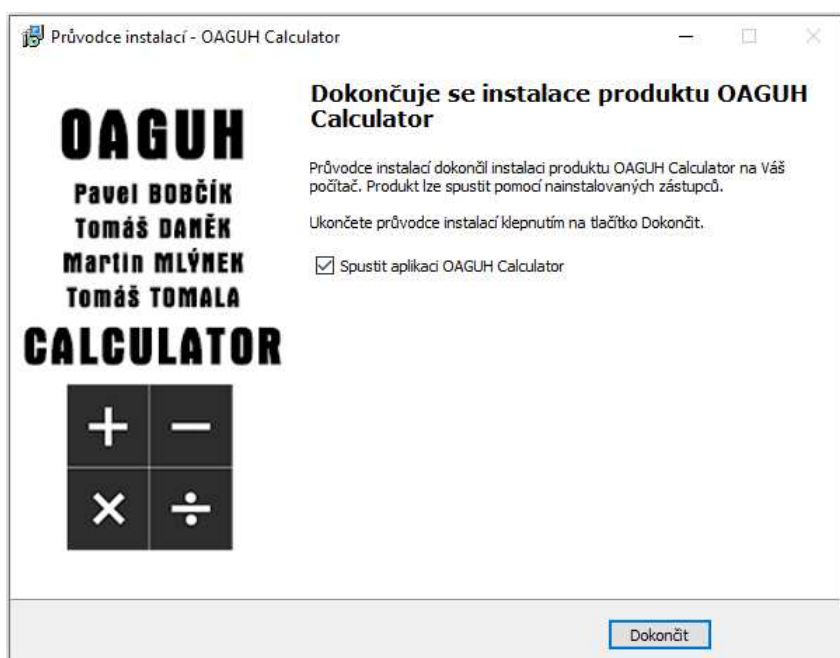 Průvodce instalací - OAGUH Calculator
OAGUH
Pavel BOBČÍK
Tomáš DANĚK
Martin MLÝNEK
Tomáš TOMALA
CALCULATOR
+ −
× ÷
Dokončuje se instalace produktu OAGUH
Calculator
Průvodce instalací dokončil instalaci produktu OAGUH Calculator na Váš
počítač. Produkt lze spustit pomocí nainstalovaných zástupců.
Ukončete průvodce instalací klepnutím na tlačítko Dokončit.
Spustit aplikaci OAGUH Calculator
Dokončit